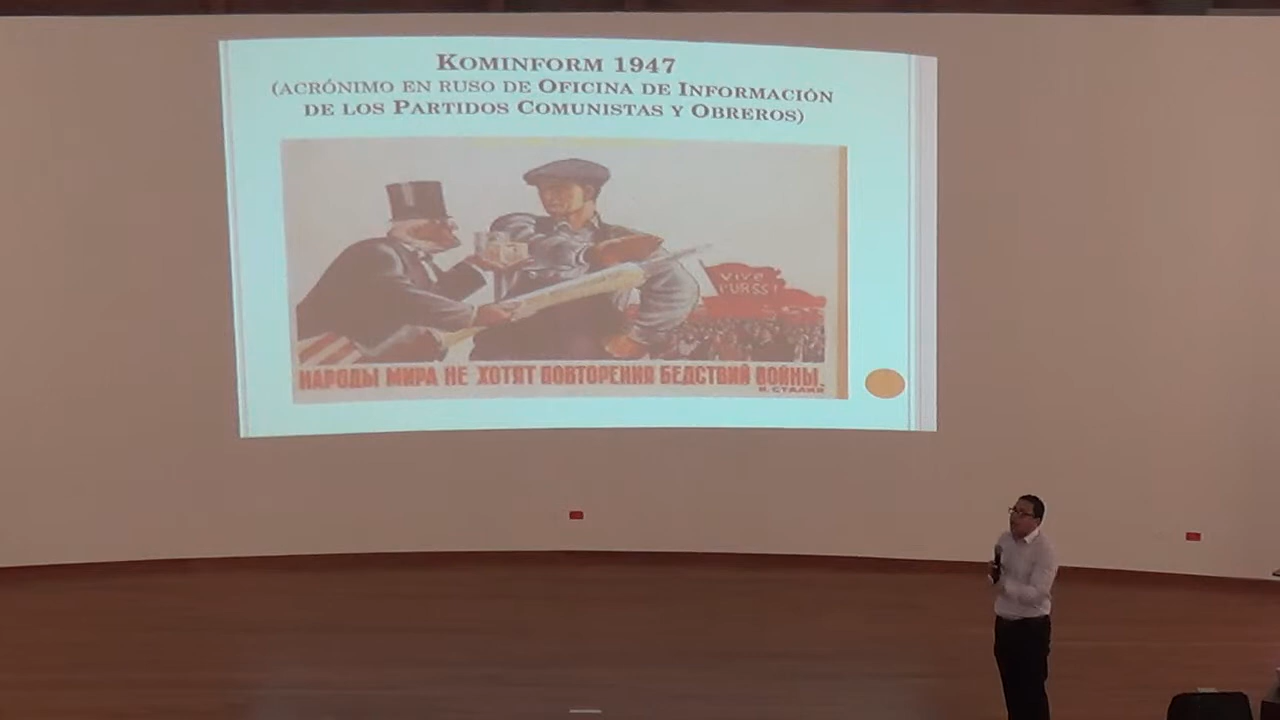 KOMINFORM 1947
(ACRÓNIMO EN RUSO DE OFICINA DE INFORMACIÓN
DE LOS PARTIDOS COMUNISTAS Y OBREROS)
VIVE
l'URSS!
НАРОДЫ МИРА НЕ ХОТЯТ ПОВТОРЕНИЯ БЕДСТВИЙ ВОЙНЫ.
И. СТАЛИН